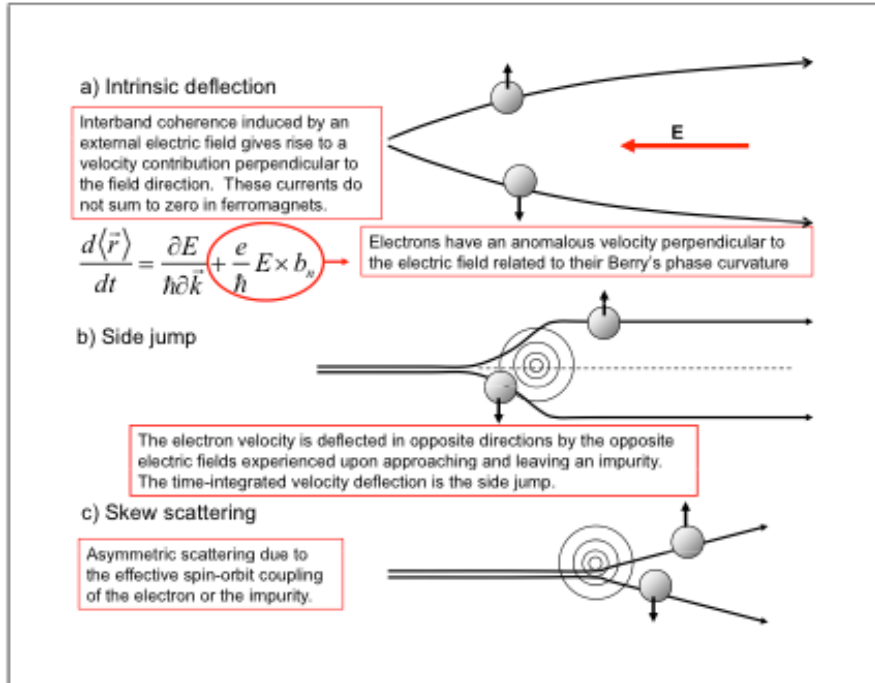 a) Intrinsic deflection
Interband coherence induced by an
external electric field gives rise to a
velocity contribution perpendicular to
the field direction. These currents do
not sum to zero in ferromagnets.
E
d⟨r⃗⟩/dt = ∂E/ħ∂k⃗ + e/ħ E × bₙ
Electrons have an anomalous velocity perpendicular to
the electric field related to their Berry's phase curvature
b) Side jump
The electron velocity is deflected in opposite directions by the opposite
electric fields experienced upon approaching and leaving an impurity.
The time-integrated velocity deflection is the side jump.
c) Skew scattering
Asymmetric scattering due to
the effective spin-orbit coupling
of the electron or the impurity.